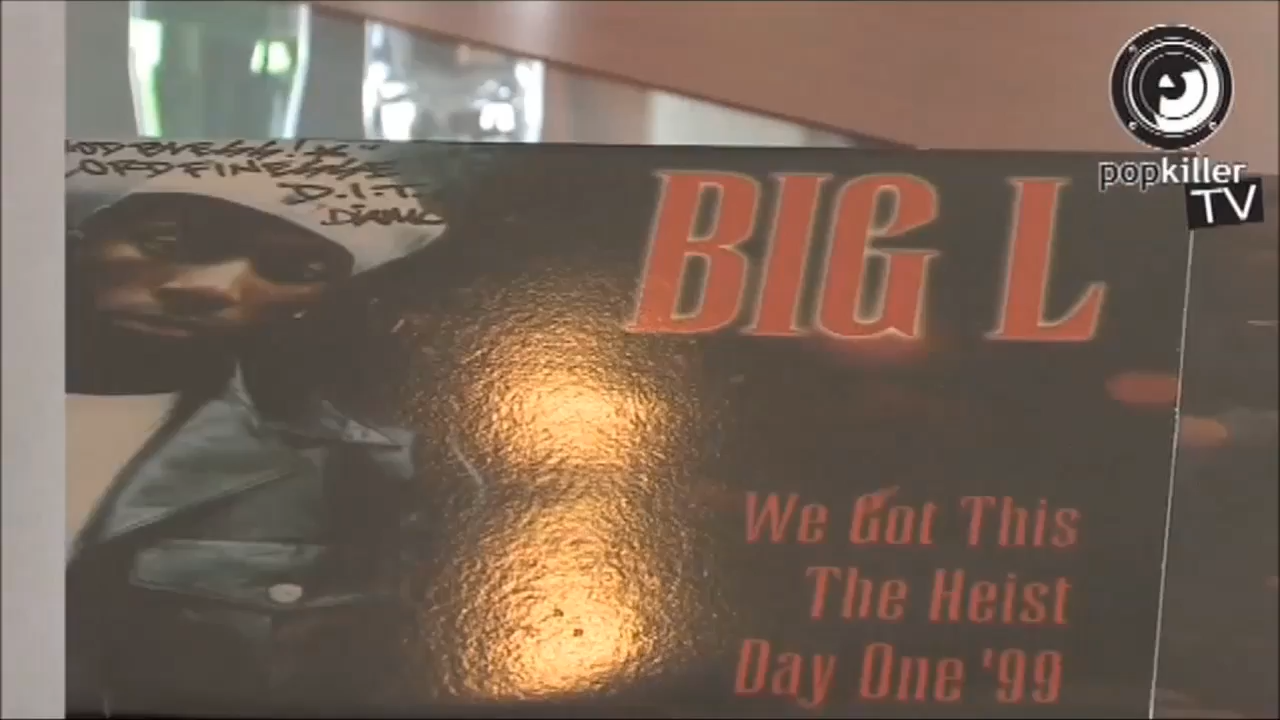 popkiller
TV
D.I.T.
BIG L
We Got This
The Heist
Day One '99